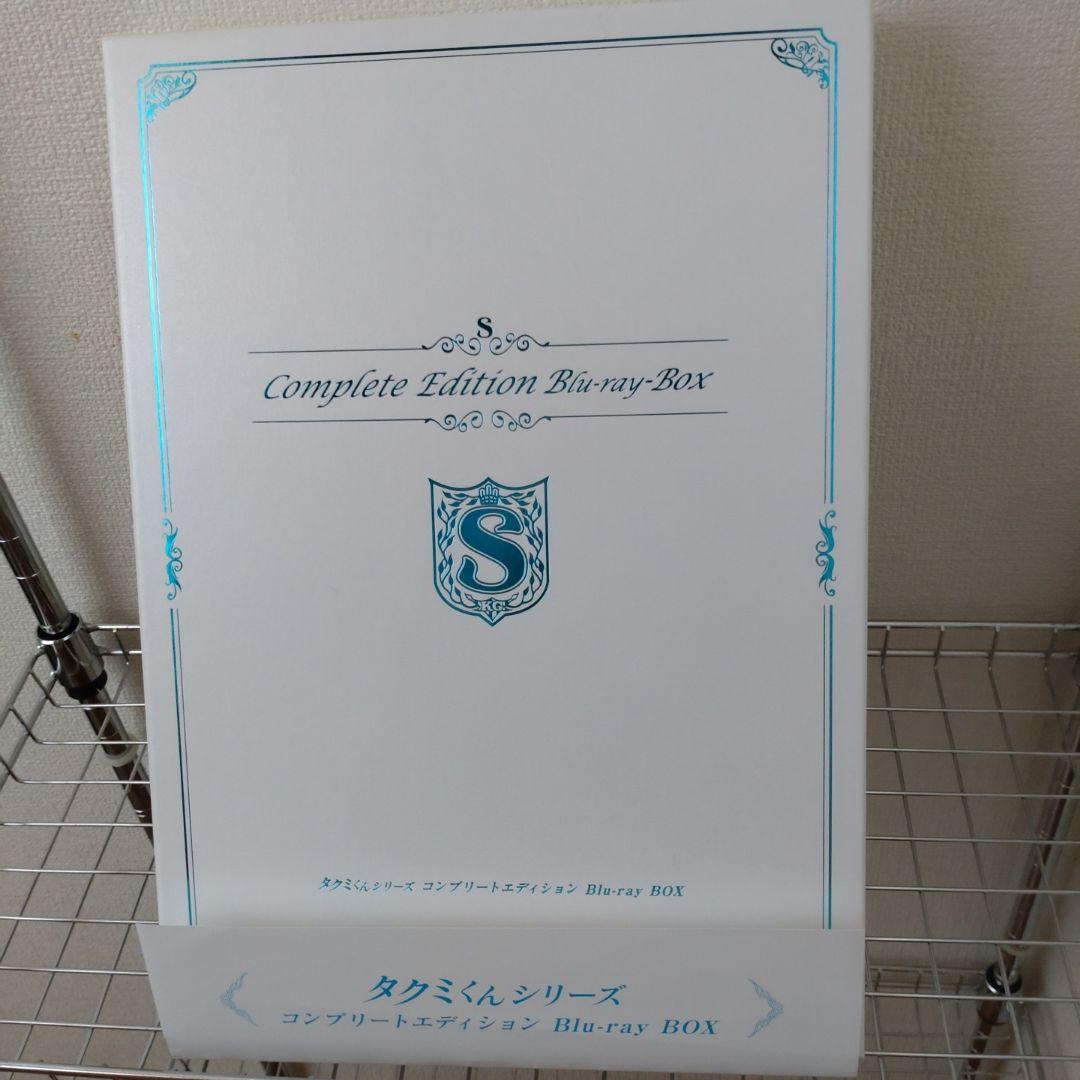 S
Complete Edition Blu-ray-Box
S
KG
タクミくんシリーズ コンプリートエディション Blu-ray BOX
タクミくんシリーズ
コンプリートエディション Blu-ray BOX